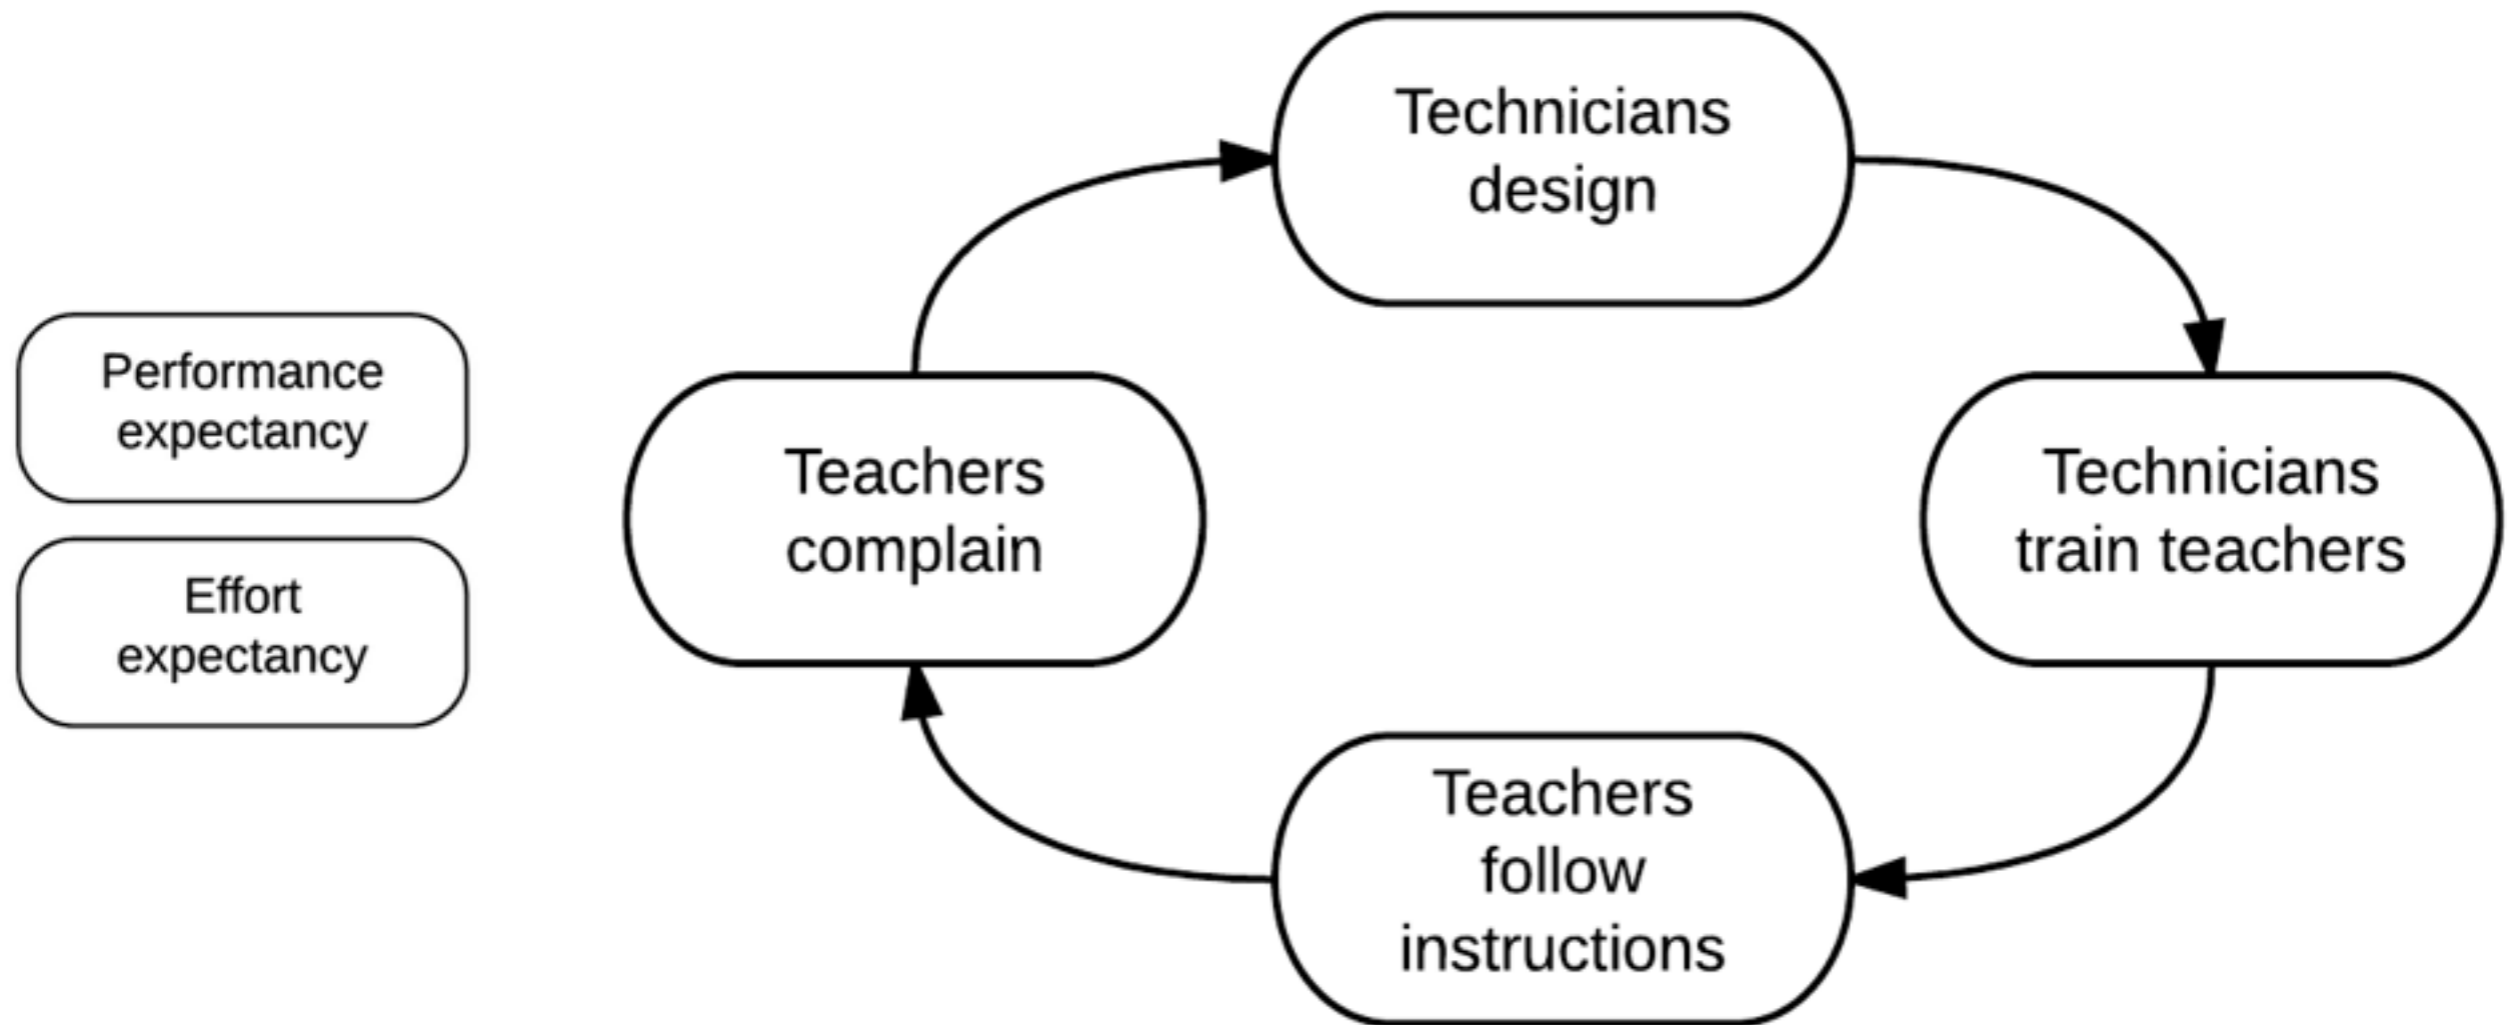 Technicians
design
Performance
expectancy
Effort
expectancy
Teachers
complain
Technicians
train teachers
Teachers
follow
instructions